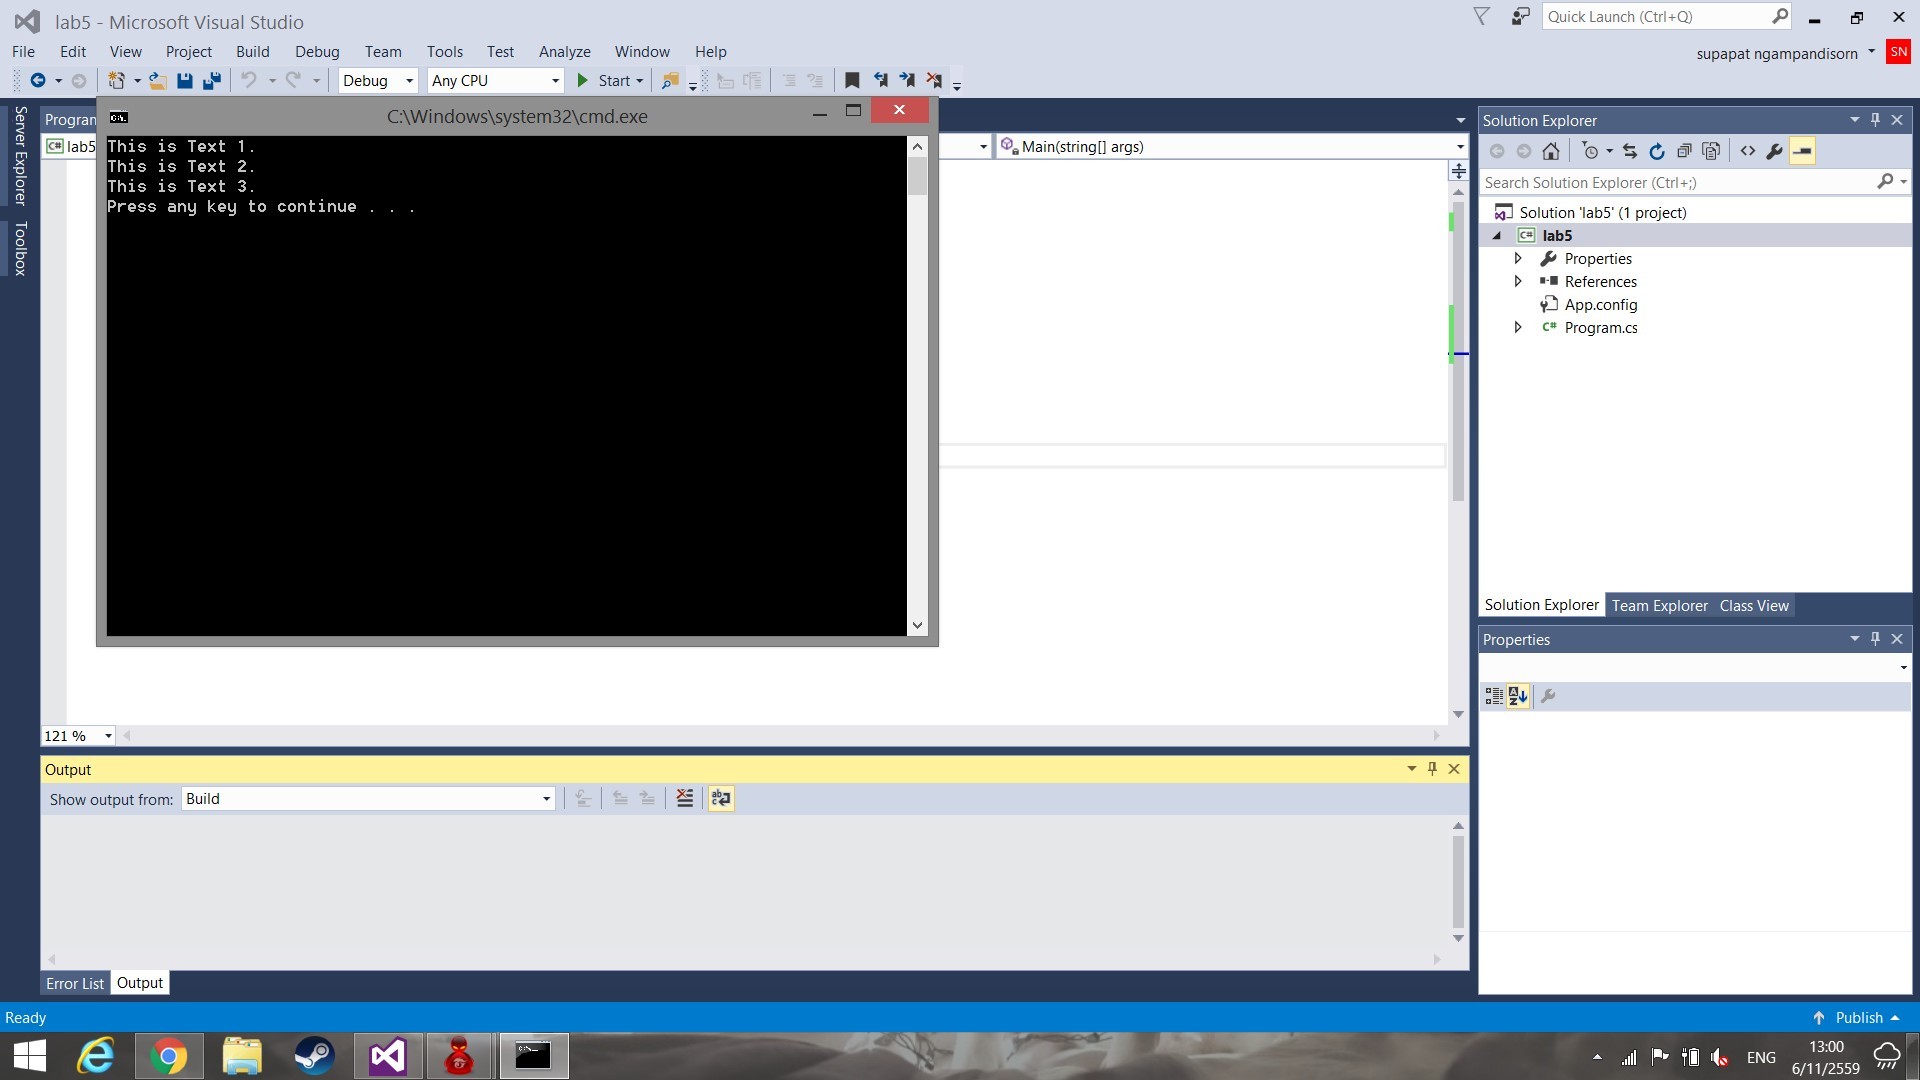 lab5 - Microsoft Visual Studio
Quick Launch (Ctrl+Q)
File Edit View Project Build Debug Team Tools Test Analyze Window Help
supapat ngampandisorn SN
Debug Any CPU Start
Server Explorer
Toolbox
C:\Windows\system32\cmd.exe
lab5
Main(string[] args)
This is Text 1.
This is Text 2.
This is Text 3.
Press any key to continue . . .
121 %
Output
Show output from: Build
Error List Output
Solution Explorer
Search Solution Explorer (Ctrl+;)
Solution 'lab5' (1 project)
C# lab5
Properties
References
App.config
C# Program.cs
Solution Explorer Team Explorer Class View
Properties
Ready
Publish
ENG
13:00
6/11/2559